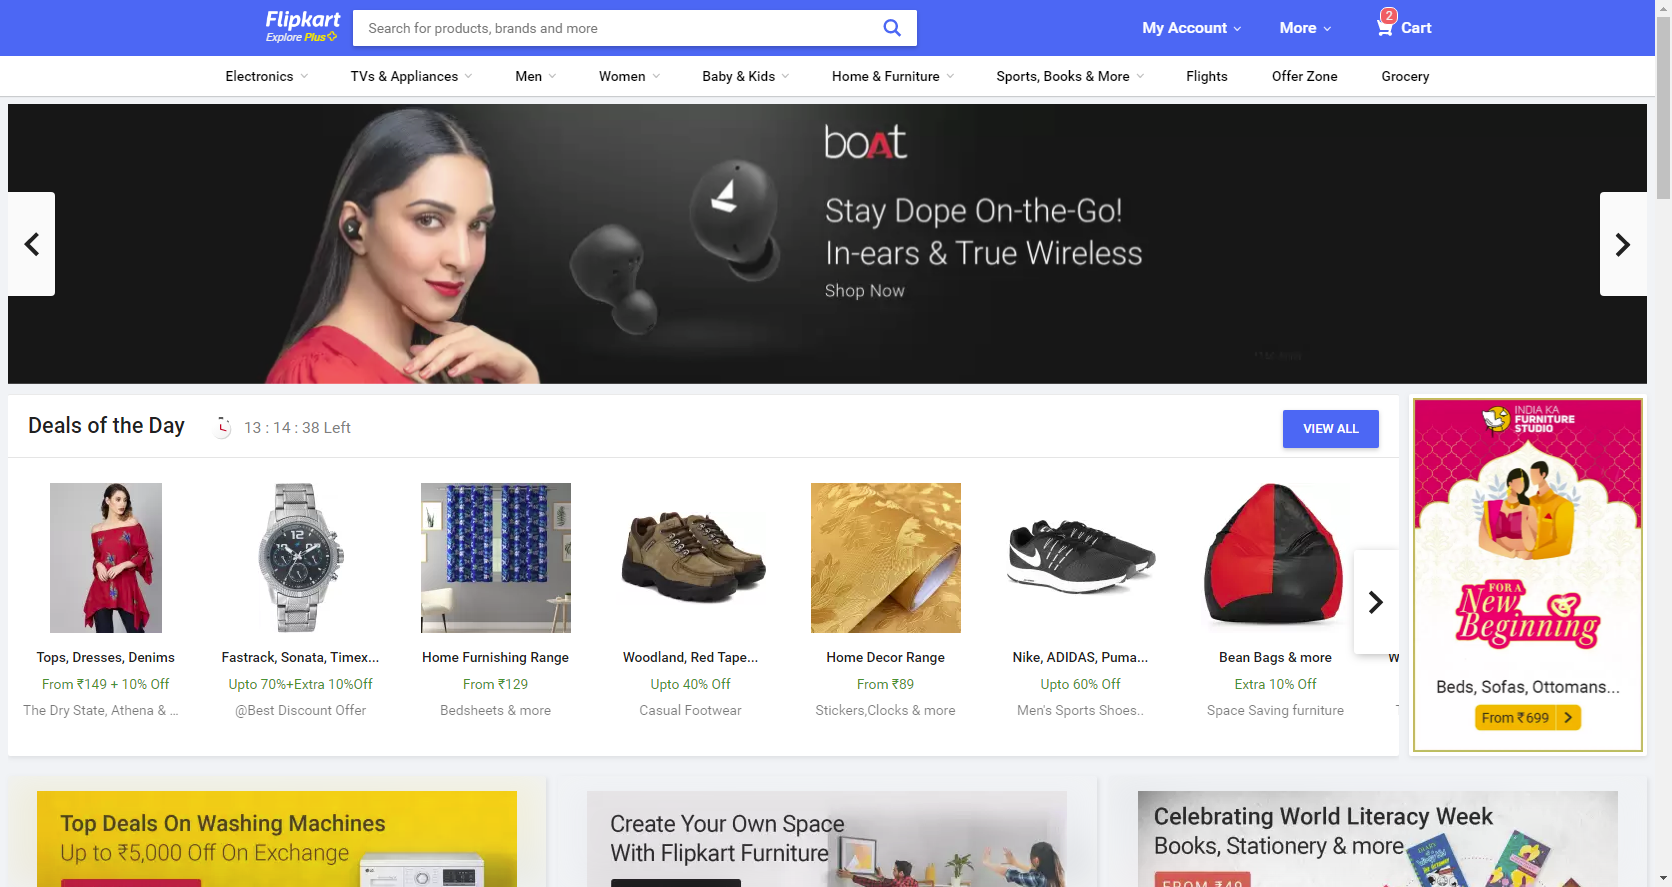 Flipkart
Explore Plus
Search for products, brands and more
My Account
More
2
Cart
Electronics
TVs & Appliances
Men
Women
Baby & Kids
Home & Furniture
Sports, Books & More
Flights
Offer Zone
Grocery
boAt
Stay Dope On-the-Go!
In-ears & True Wireless
Shop Now
Deals of the Day
13 : 14 : 38 Left
VIEW ALL
Tops, Dresses, Denims
From ₹149 + 10% Off
The Dry State, Athena & ...
Fastrack, Sonata, Timex...
Upto 70%+Extra 10%Off
@Best Discount Offer
Home Furnishing Range
From ₹129
Bedsheets & more
Woodland, Red Tape...
Upto 40% Off
Casual Footwear
Home Decor Range
From ₹89
Stickers,Clocks & more
Nike, ADIDAS, Puma...
Upto 60% Off
Men's Sports Shoes..
Bean Bags & more
Extra 10% Off
Space Saving furniture
INDIA KA
FURNITURE
STUDIO
FOR A
New
Beginning
Beds, Sofas, Ottomans...
From ₹699
Top Deals On Washing Machines
Up to ₹5,000 Off On Exchange
LG
Create Your Own Space
With Flipkart Furniture
Celebrating World Literacy Week
Books, Stationery & more
FROM ₹49